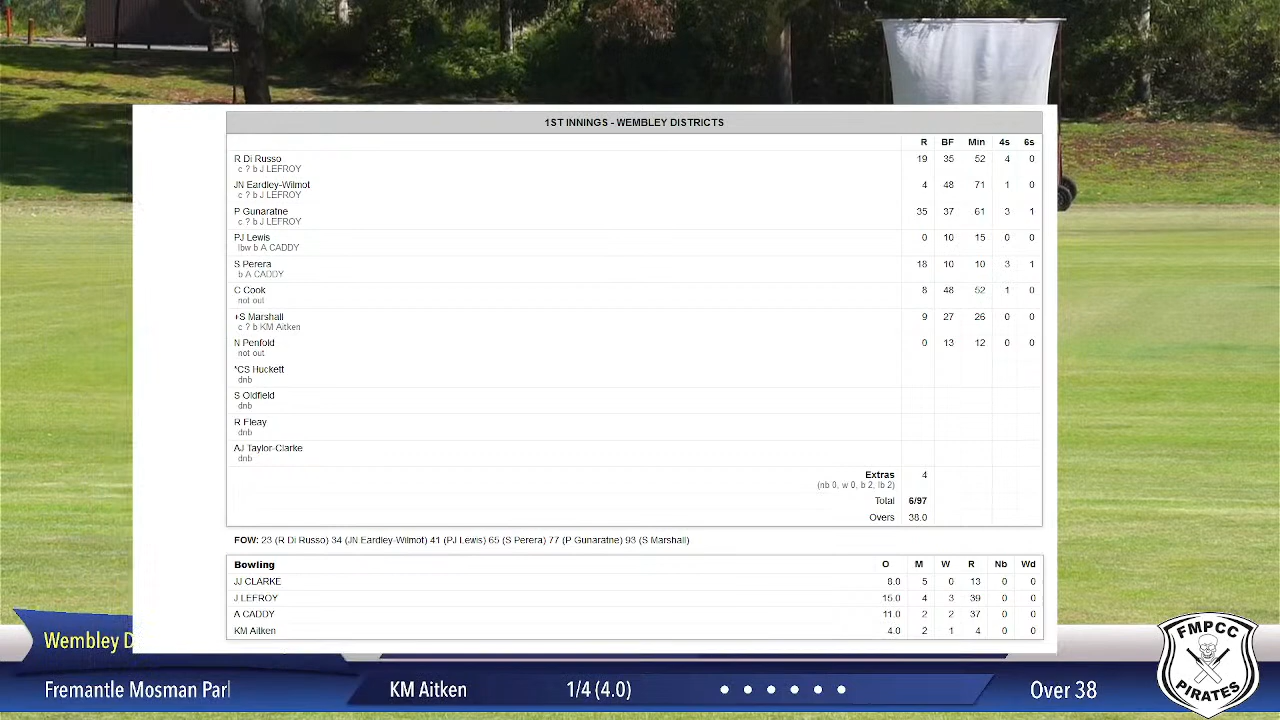 1ST INNINGS - WEMBLEY DISTRICTS
R BF Min 4s 6s
R Di Russo 19 35 52 4 0
c ? b J LEFROY
JN Eardley-Wilmot 4 48 71 1 0
c ? b J LEFROY
P Gunaratne 35 37 61 3 1
c ? b J LEFROY
PJ Lewis 0 10 15 0 0
lbw b A CADDY
S Perera 18 10 10 3 1
b A CADDY
C Cook 8 48 52 1 0
not out
+S Marshall 9 27 26 0 0
c ? b KM Aitken
N Penfold 0 13 12 0 0
not out
*CS Huckett
dnb
S Oldfield
dnb
R Fleay
dnb
AJ Taylor-Clarke
dnb
Extras 4
(nb 0, w 0, b 2, lb 2)
Total 6/97
Overs 38.0
FOW: 23 (R Di Russo) 34 (JN Eardley-Wilmot) 41 (PJ Lewis) 65 (S Perera) 77 (P Gunaratne) 93 (S Marshall)
Bowling O M W R Nb Wd
JJ CLARKE 8.0 5 0 13 0 0
J LEFROY 15.0 4 3 39 0 0
A CADDY 11.0 2 2 37 0 0
KM Aitken 4.0 2 1 4 0 0
Wembley D
Fremantle Mosman Parl KM Aitken 1/4 (4.0) Over 38
FMPCC
PIRATES